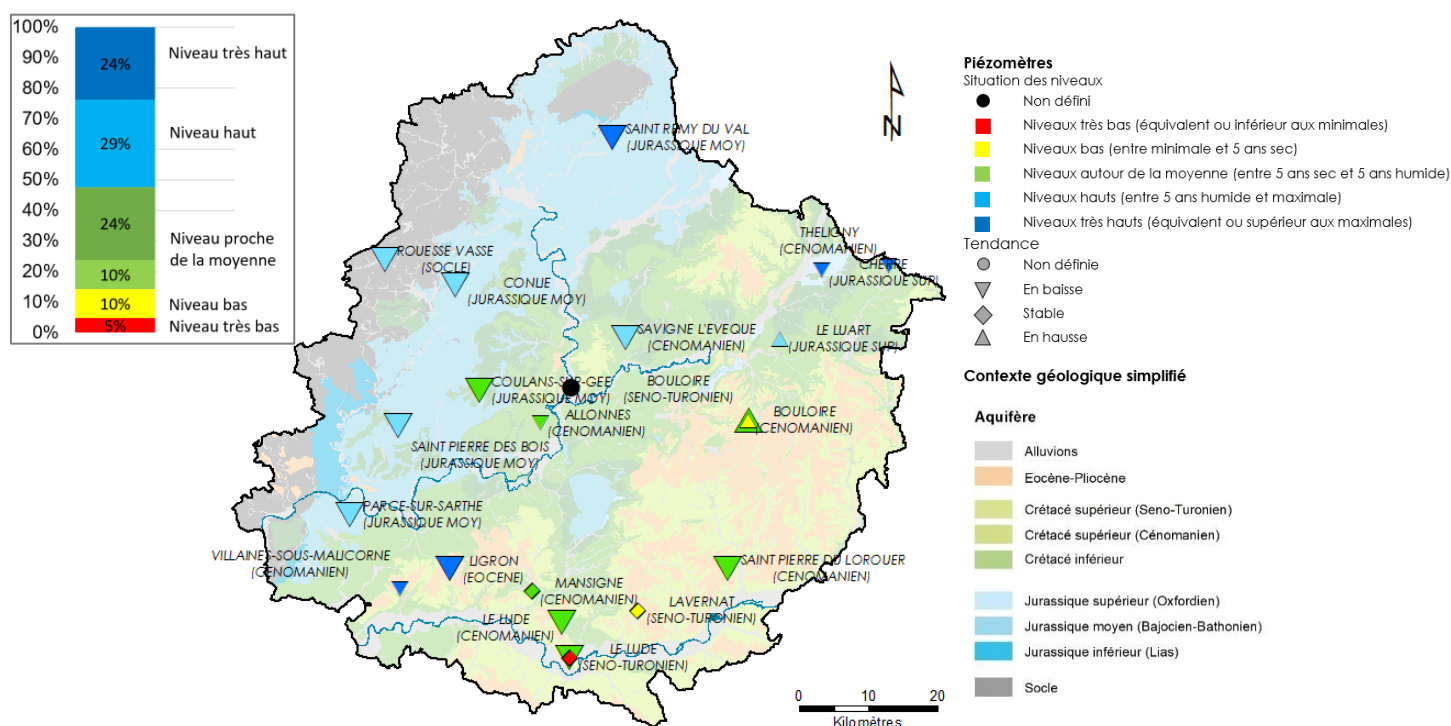 100%
90%
80%
70%
60%
50%
40%
30%
20%
10%
0%
24%
29%
24%
10%
10%
5%
Niveau très haut
Niveau haut
Niveau proche
de la moyenne
Niveau bas
Niveau très bas
N
SAINT REMY DU VAL
(JURASSIQUE MOY)
ROUESSE VASSE
(SOCLE)
CONLIE
(JURASSIQUE MOY)
THELIGNY
(CENOMANIEN)
CHERRE
(JURASSIQUE SUP)
SAVIGNE L'EVEQUE
(CENOMANIEN)
LE LUART
(JURASSIQUE SUP)
COULANS-SUR-GEE
(JURASSIQUE MOY)
BOULOIRE
(SENO-TURONIEN)
ALLONNES
(CENOMANIEN)
BOULOIRE
(CENOMANIEN)
SAINT PIERRE DES BOIS
(JURASSIQUE MOY)
PARCE-SUR-SARTHE
(JURASSIQUE MOY)
VILLAINES-SOUS-MALICORNE
(CENOMANIEN)
LIGRON
(EOCENE)
SAINT PIERRE DU LOROUER
(CENOMANIEN)
MANSIGNE
(CENOMANIEN)
LAVERNAT
(SENO-TURONIEN)
LE LUDE
(CENOMANIEN)
LE LUDE
(SENO-TURONIEN)
0 10 20
Kilomètres
Piézomètres
Situation des niveaux
Non défini
Niveaux très bas (équivalent ou inférieur aux minimales)
Niveaux bas (entre minimale et 5 ans sec)
Niveaux autour de la moyenne (entre 5 ans sec et 5 ans humide)
Niveaux hauts (entre 5 ans humide et maximale)
Niveaux très hauts (équivalent ou supérieur aux maximales)
Tendance
Non définie
En baisse
Stable
En hausse
Contexte géologique simplifié
Aquifère
Alluvions
Eocène-Pliocène
Crétacé supérieur (Seno-Turonien)
Crétacé supérieur (Cénomanien)
Crétacé inférieur
Jurassique supérieur (Oxfordien)
Jurassique moyen (Bajocien-Bathonien)
Jurassique inférieur (Lias)
Socle